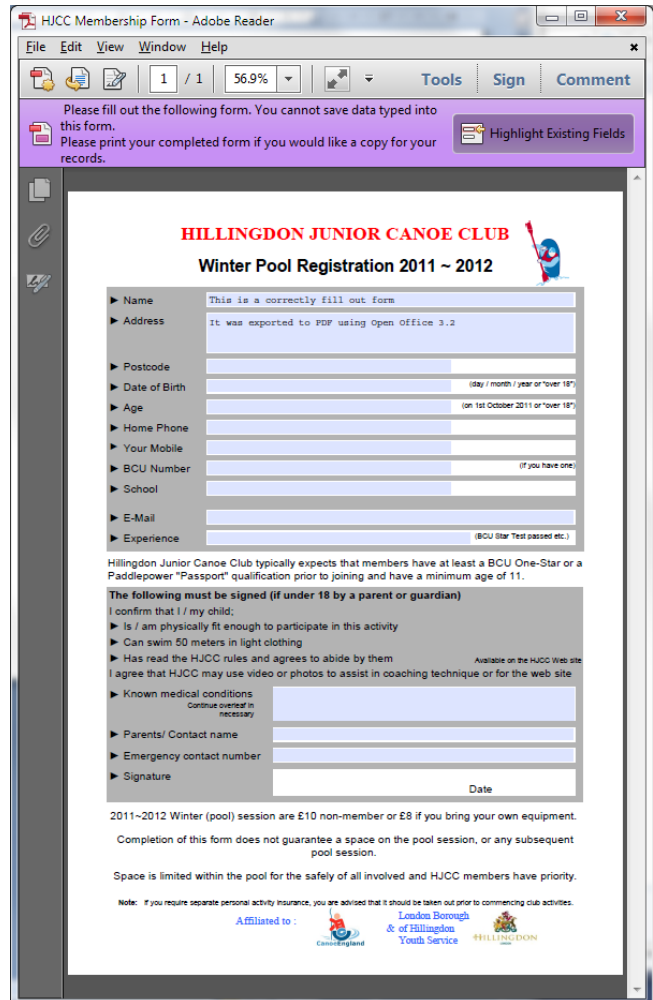 HJCC Membership Form - Adobe Reader
File Edit View Window Help
1 / 1 56.9% Tools Sign Comment
Please fill out the following form. You cannot save data typed into
this form.
Please print your completed form if you would like a copy for your
records.
Highlight Existing Fields
HILLINGDON JUNIOR CANOE CLUB
Winter Pool Registration 2011 ~ 2012
Name This is a correctly fill out form
Address It was exported to PDF using Open Office 3.2
Postcode
Date of Birth (day / month / year or "over 18")
Age (on 1st October 2011 or "over 18")
Home Phone
Your Mobile
BCU Number (if you have one)
School
E-Mail
Experience (BCU Star Test passed etc.)
Hillingdon Junior Canoe Club typically expects that members have at least a BCU One-Star or a
Paddlepower "Passport" qualification prior to joining and have a minimum age of 11.
The following must be signed (if under 18 by a parent or guardian)
I confirm that I / my child;
Is / am physically fit enough to participate in this activity
Can swim 50 meters in light clothing
Has read the HJCC rules and agrees to abide by them Available on the HJCC Web site
I agree that HJCC may use video or photos to assist in coaching technique or for the web site
Known medical conditions
Continue overleaf in
necessary
Parents/ Contact name
Emergency contact number
Signature
Date
2011~2012 Winter (pool) session are £10 non-member or £8 if you bring your own equipment.
Completion of this form does not guarantee a space on the pool session, or any subsequent
pool session.
Space is limited within the pool for the safely of all involved and HJCC members have priority.
Note: If you require separate personal activity insurance, you are advised that it should be taken out prior to commencing club activities.
Affiliated to : CanoeEngland & London Borough
of Hillingdon
Youth Service
HILLINGDON